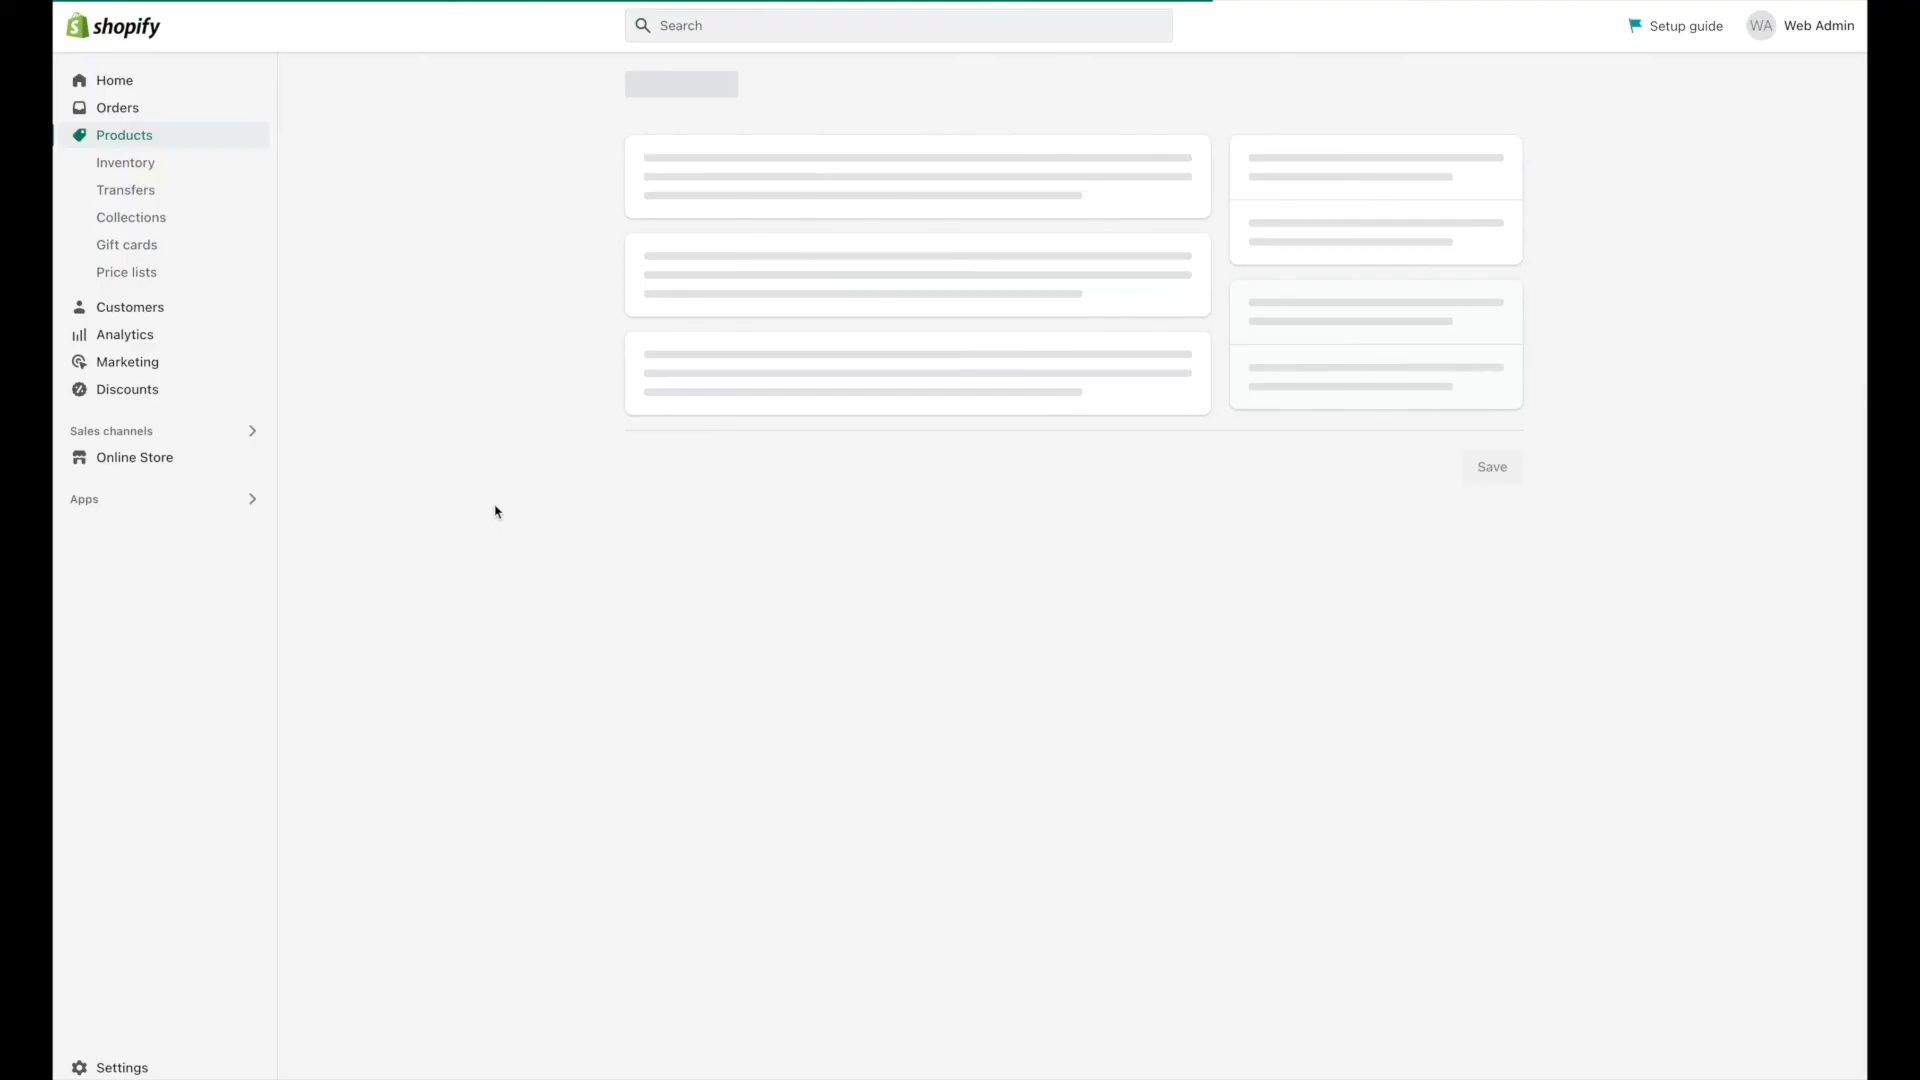 shopify
Search
Setup guide
WA
Web Admin
Home
Orders
Products
Inventory
Transfers
Collections
Gift cards
Price lists
Customers
Analytics
Marketing
Discounts
Sales channels
Online Store
Apps
Save
Settings